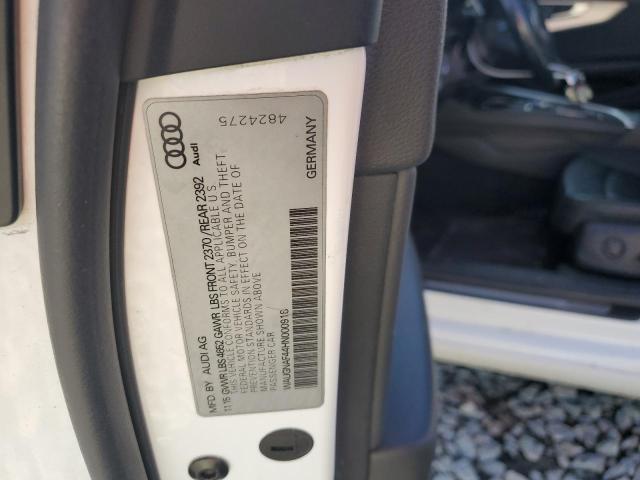 Audi
4824275
MFD BY AUDI AG
GERMANY
11.16 GVWR LBS 4852 GAWR LBS FRONT 2370/REAR 2392
THIS VEHICLE CONFORMS TO ALL APPLICABLE U S
FEDERAL MOTOR VEHICLE SAFETY, BUMPER AND THEFT
PREVENTION STANDARDS IN EFFECT ON THE DATE OF
MANUFACTURE SHOWN ABOVE
PASSENGER CAR
WAUGNAF44HN000916